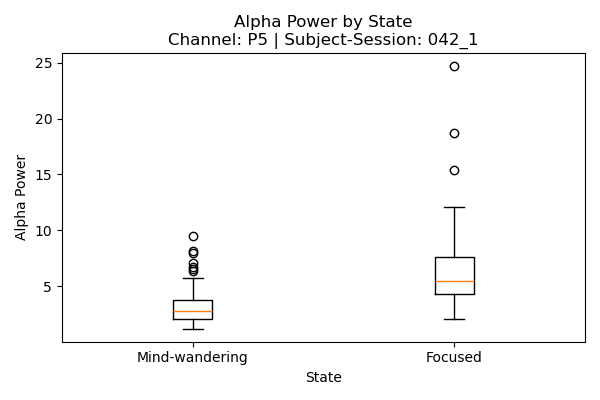 Alpha Power by State
Channel: P5 | Subject-Session: 042_1
25
20
15
10
5
Alpha Power
Mind-wandering
Focused
State